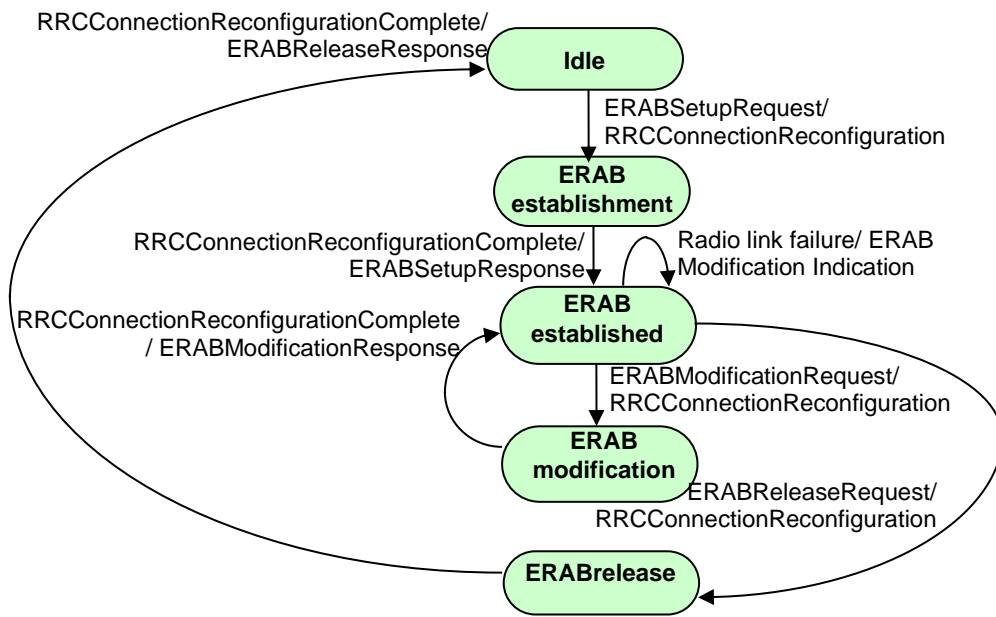 RRCConnectionReconfigurationComplete/
ERABReleaseResponse
Idle
ERABSetupRequest/
RRCConnectionReconfiguration
ERAB
establishment
RRCConnectionReconfigurationComplete/
ERABSetupResponse
Radio link failure/ ERAB
Modification Indication
ERAB
established
RRCConnectionReconfigurationComplete
/ ERABModificationResponse
ERABModificationRequest/
RRCConnectionReconfiguration
ERAB
modification
ERABReleaseRequest/
RRCConnectionReconfiguration
ERABrelease